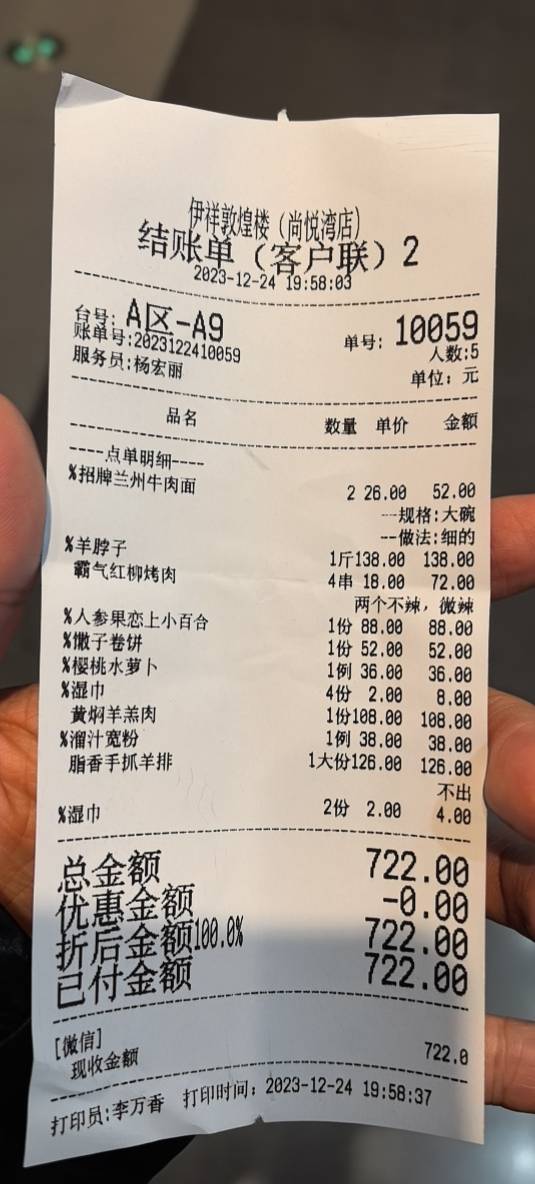 伊祥敦煌楼（尚悦湾店）
结账单（客户联）2
2023-12-24 19:58:03
台号: A区-A9 单号: 10059
账单号:2023122410059 人数:5
服务员:杨宏丽 单位: 元
品名 数量 单价 金额
----点单明细----
%招牌兰州牛肉面 2 26.00 52.00
---规格:大碗
--做法:细的
%羊脖子 1斤138.00 138.00
霸气红柳烤肉 4串 18.00 72.00
两个不辣，微辣
%人参果恋上小百合 1份 88.00 88.00
%馓子卷饼 1份 52.00 52.00
%樱桃水萝卜 1例 36.00 36.00
%湿巾 4份 2.00 8.00
黄焖羊羔肉 1份108.00 108.00
%溜汁宽粉 1例 38.00 38.00
脂香手抓羊排 1大份126.00 126.00
不出
%湿巾 2份 2.00 4.00
总金额 722.00
优惠金额 -0.00
折后金额100.0% 722.00
已付金额 722.00
[微信]
现收金额 722.0
打印员:李万香 打印时间: 2023-12-24 19:58:37